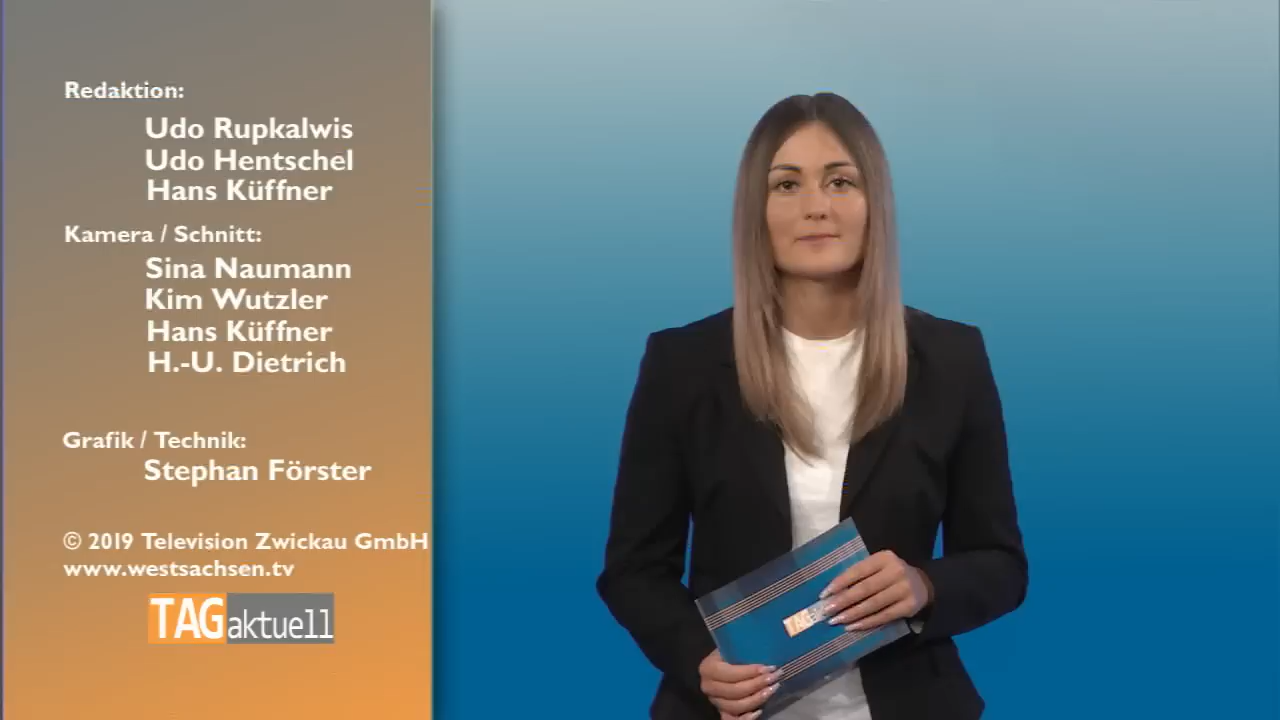 Redaktion:
Udo Rupkalwis
Udo Hentschel
Hans Küffner
Kamera / Schnitt:
Sina Naumann
Kim Wutzler
Hans Küffner
H.-U. Dietrich
Grafik / Technik:
Stephan Förster
© 2019 Television Zwickau GmbH
www.westsachsen.tv
TAGaktuell
TAG